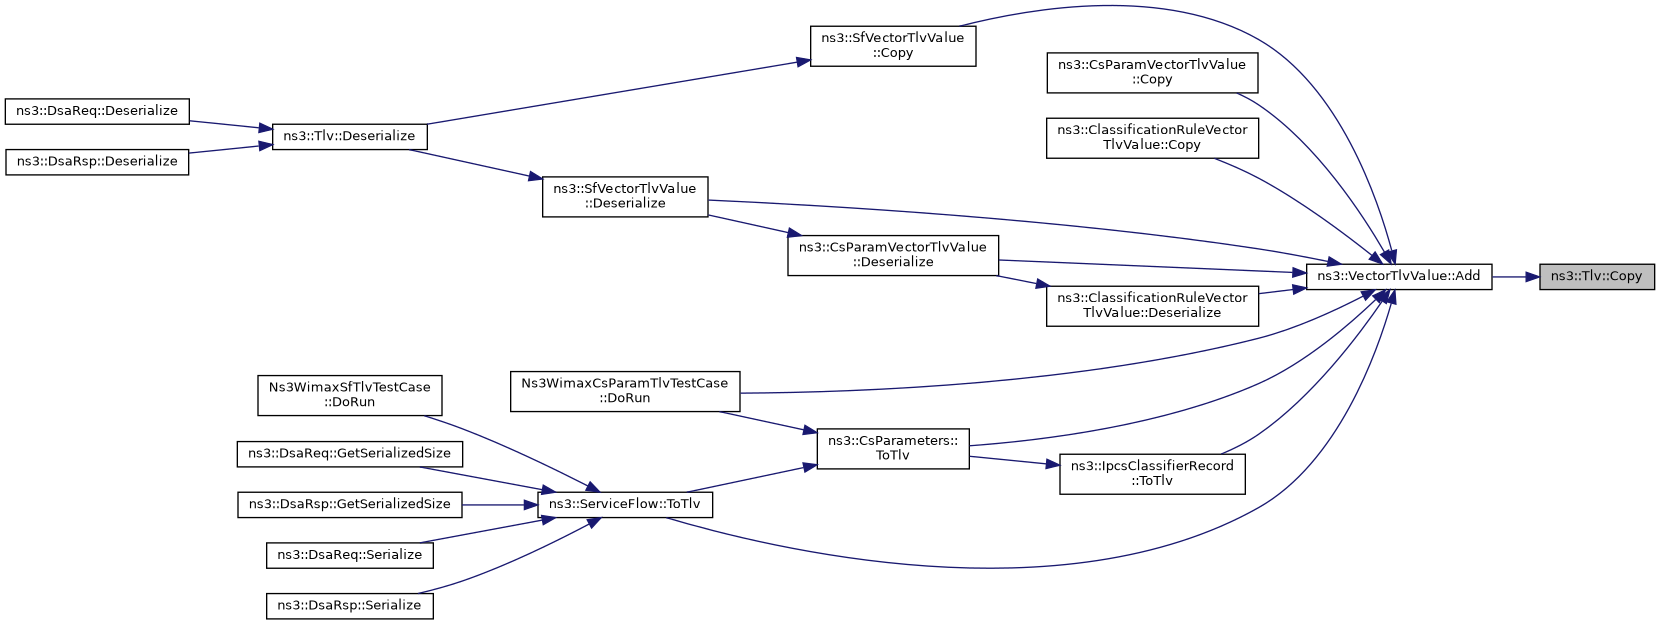 ns3::SfVectorTlvValue
::Copy
ns3::CsParamVectorTlvValue
::Copy
ns3::DsaReq::Deserialize
ns3::Tlv::Deserialize
ns3::ClassificationRuleVector
TlvValue::Copy
ns3::DsaRsp::Deserialize
ns3::SfVectorTlvValue
::Deserialize
ns3::CsParamVectorTlvValue
::Deserialize
ns3::VectorTlvValue::Add
ns3::Tlv::Copy
ns3::ClassificationRuleVector
TlvValue::Deserialize
Ns3WimaxSfTlvTestCase
::DoRun
Ns3WimaxCsParamTlvTestCase
::DoRun
ns3::CsParameters::
ToTlv
ns3::DsaReq::GetSerializedSize
ns3::IpcsClassifierRecord
::ToTlv
ns3::DsaRsp::GetSerializedSize
ns3::ServiceFlow::ToTlv
ns3::DsaReq::Serialize
ns3::DsaRsp::Serialize